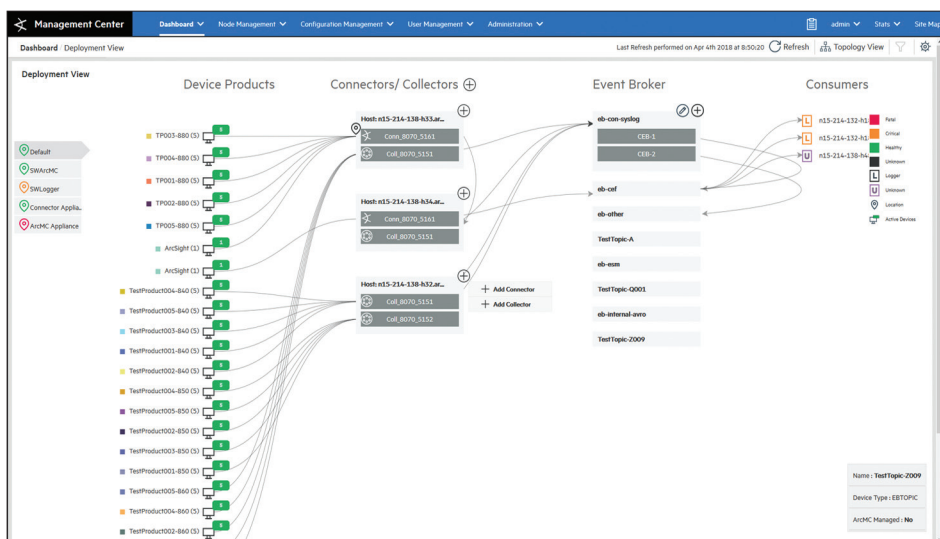 Management Center
Dashboard
Node Management
Configuration Management
User Management
Administration
admin
Stats
Site Map
Dashboard
Deployment View
Last Refresh performed on Apr 4th 2018 at 8:50:20
Refresh
Topology View
Deployment View
Device Products
Connectors/ Collectors
Event Broker
Consumers
Default
SWArcMC
SWLogger
Connector Applia...
ArcMC Appliance
TP003-880 (5)
TP004-880 (5)
TP001-880 (5)
TP002-880 (5)
TP005-880 (5)
ArcSight (1)
1
ArcSight (1)
1
TestProduct004-840 (5)
TestProduct005-840 (5)
TestProduct003-840 (5)
TestProduct001-840 (5)
TestProduct002-840 (5)
TestProduct004-850 (5)
TestProduct005-850 (5)
TestProduct002-850 (5)
TestProduct003-850 (5)
TestProduct001-850 (5)
TestProduct005-860 (5)
TestProduct004-860 (5)
TestProduct002-860 (5)
Host: n15-214-138-h33.ar...
Conn_8070_5161
Coll_8070_5151
Host: n15-214-138-h34.ar...
Conn_8070_5161
Coll_8070_5151
Host: n15-214-138-h32.ar...
Coll_8070_5151
Coll_8070_5152
Add Connector
Add Collector
eb-con-syslog
CEB-1
CEB-2
eb-cef
eb-other
TestTopic-A
eb-esm
TestTopic-Q001
eb-internal-avro
TestTopic-Z009
L n15-214-132-h1
L n15-214-132-h1
U n15-214-138-h4
Fatal
Critical
Healthy
Unknown
L Logger
U Unknown
Location
Active Devices
Name : TestTopic-Z009
Device Type : EBTOPIC
ArcMC Managed : No